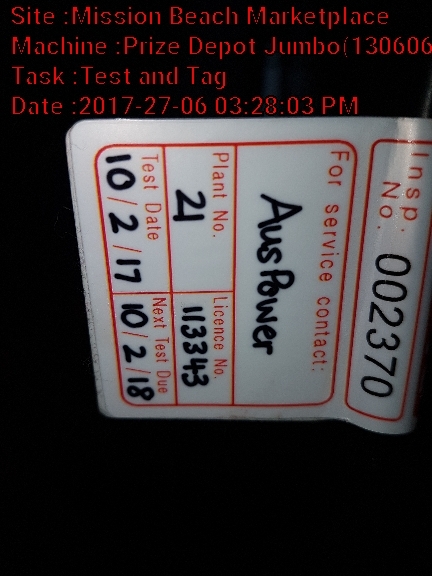 Site :Mission Beach Marketplace
Machine :Prize Depot Jumbo(130606
Task :Test and Tag
Date :2017-27-06 03:28:03 PM
Insp. No. 002370
For service contact:
AusPower
Plant No. 21
Licence No. 113343
Test Date 10/2/17
Next Test Due 10/2/18